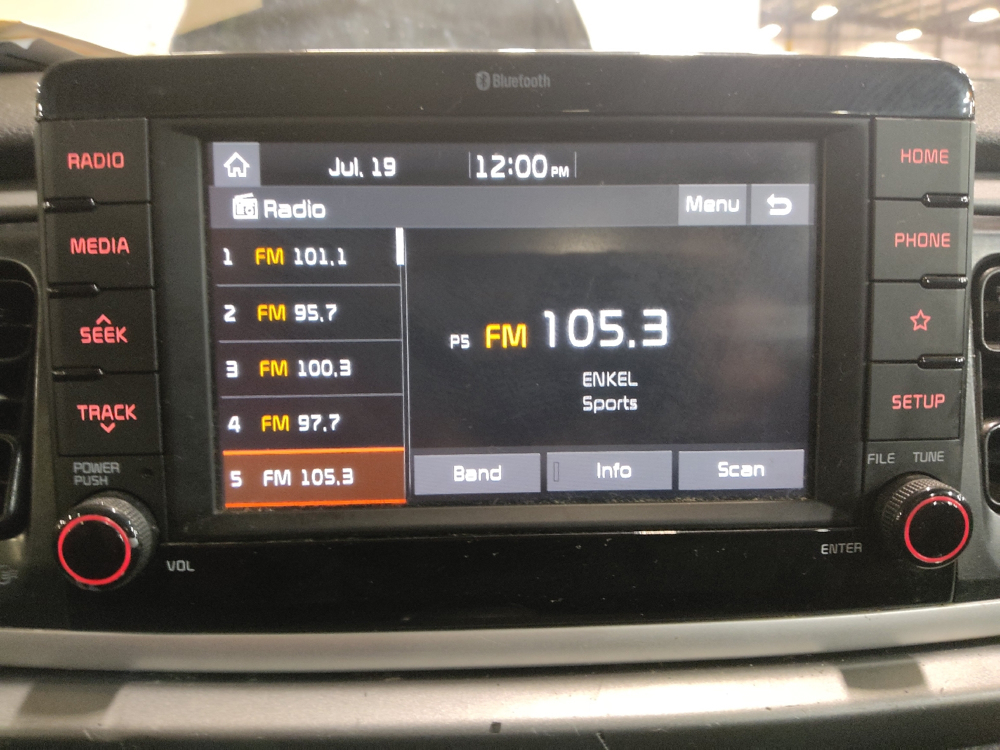 Bluetooth
RADIO
MEDIA
SEEK
TRACK
POWER
PUSH
VOL
Jul. 19
12:00 PM
Radio
Menu
1 FM 101.1
2 FM 95.7
3 FM 100.3
4 FM 97.7
5 FM 105.3
P5 FM 105.3
ENKEL
Sports
Band
Info
Scan
HOME
PHONE
SETUP
FILE TUNE
ENTER